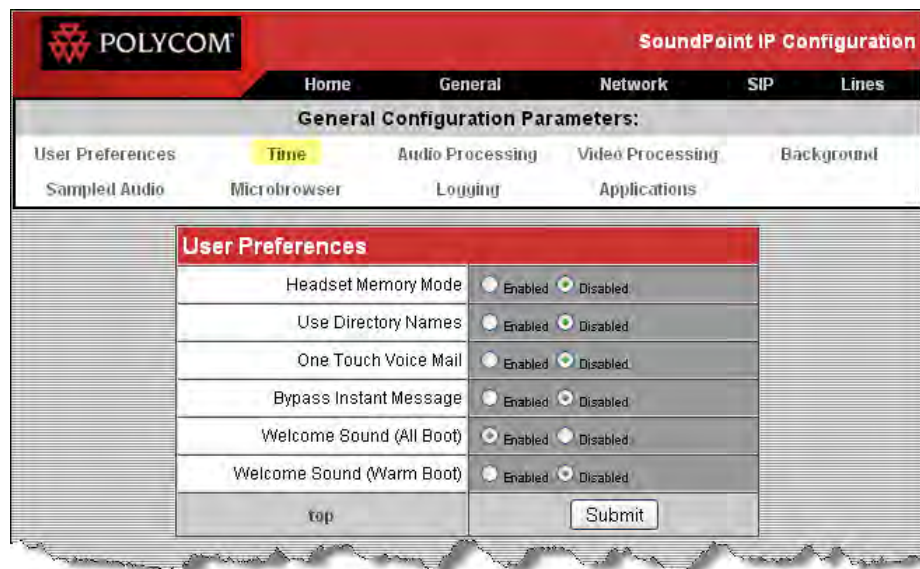 POLYCOM
SoundPoint IP Configuration
Home General Network SIP Lines
General Configuration Parameters:
User Preferences Time Audio Processing Video Processing Background
Sampled Audio Microbrowser Logging Applications
User Preferences
Headset Memory Mode Enabled Disabled
Use Directory Names Enabled Disabled
One Touch Voice Mail Enabled Disabled
Bypass Instant Message Enabled Disabled
Welcome Sound (All Boot) Enabled Disabled
Welcome Sound (Warm Boot) Enabled Disabled
top Submit